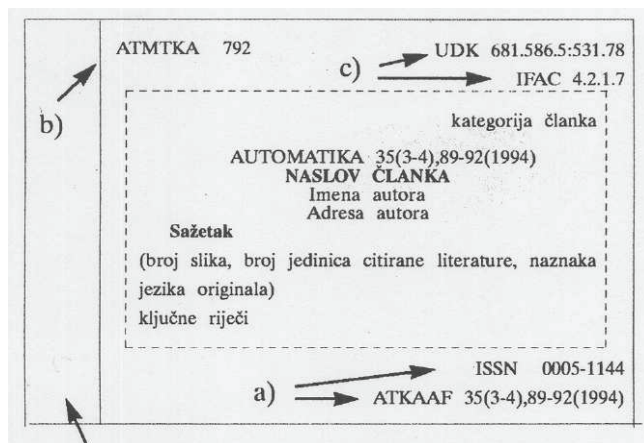 ATMTKA 792
UDK 681.586.5:531.78
c)
IFAC 4.2.1.7
b)
kategorija članka
AUTOMATIKA 35(3-4),89-92(1994)
NASLOV ČLANKA
Imena autora
Adresa autora
Sažetak
(broj slika, broj jedinica citirane literature, naznaka
jezika originala)
ključne riječi
ISSN 0005-1144
a)
ATKAAF 35(3-4),89-92(1994)